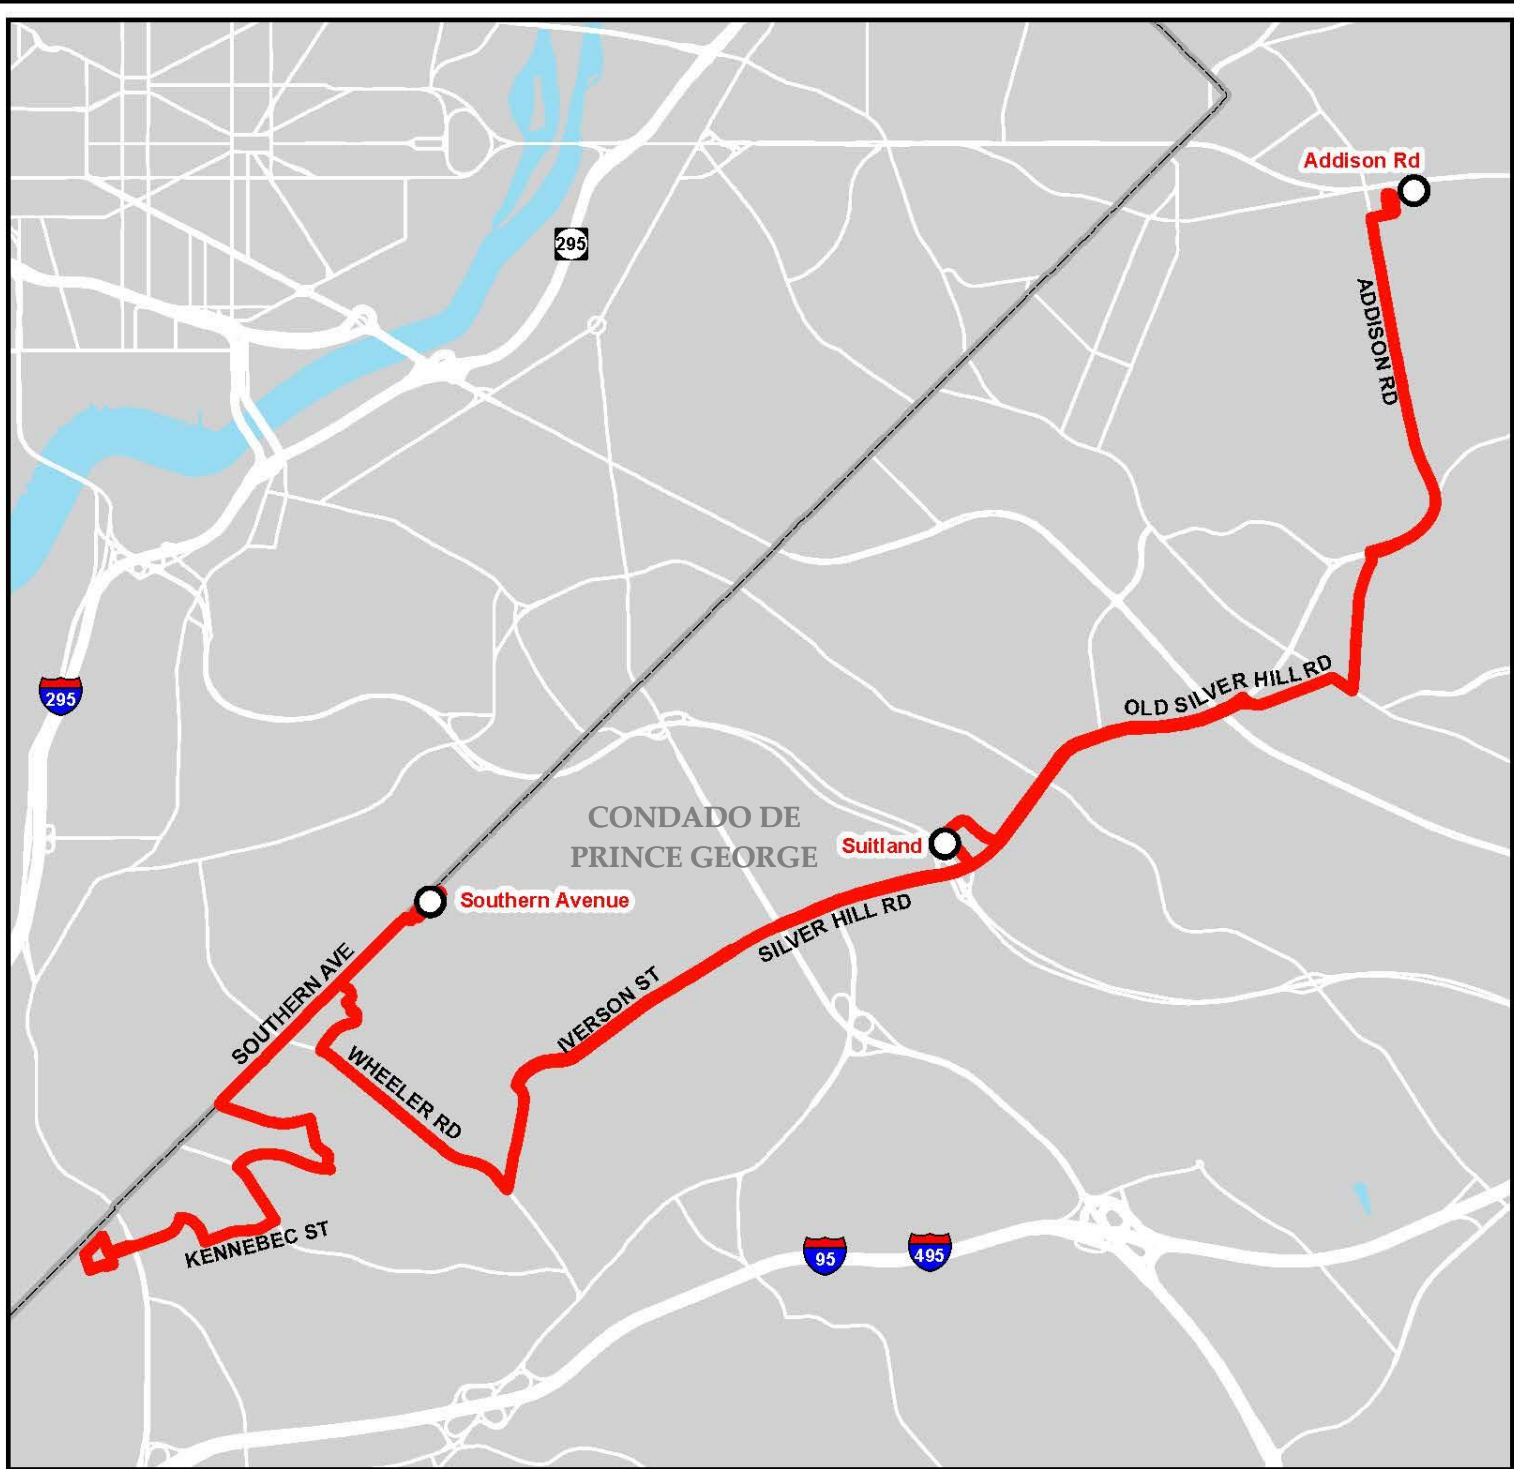 Addison Rd
295
ADDISON RD
OLD SILVER HILL RD
295
CONDADO DE
PRINCE GEORGE
Suitland
Southern Avenue
SILVER HILL RD
SOUTHERN AVE
IVERSON ST
WHEELER RD
KENNEBEC ST
95
495